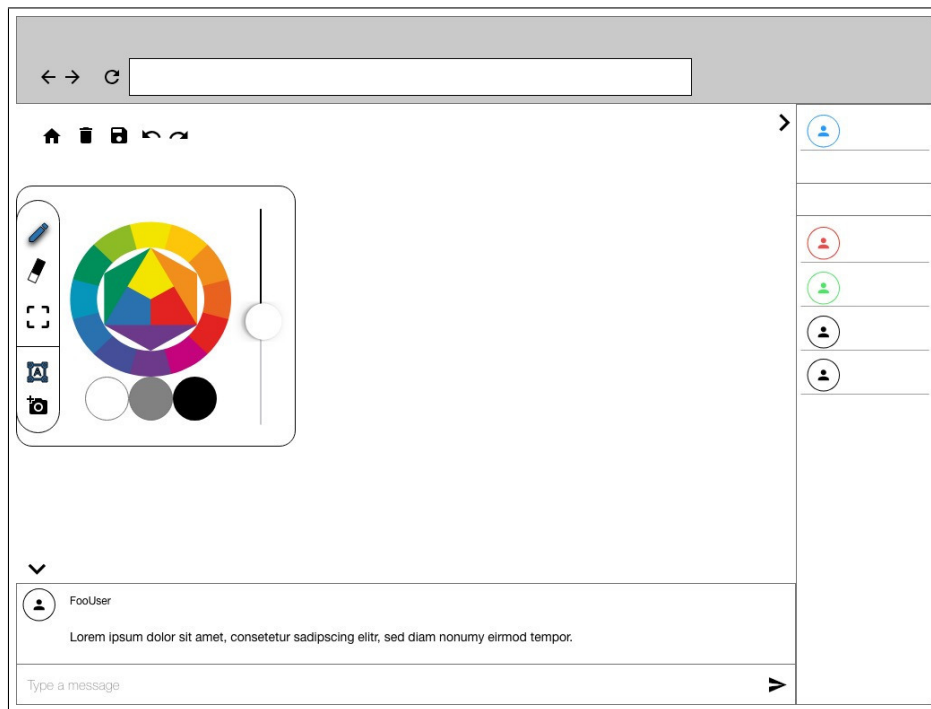 A
FooUser
Lorem ipsum dolor sit amet, consetetur sadipscing elitr, sed diam nonumy eirmod tempor.
Type a message